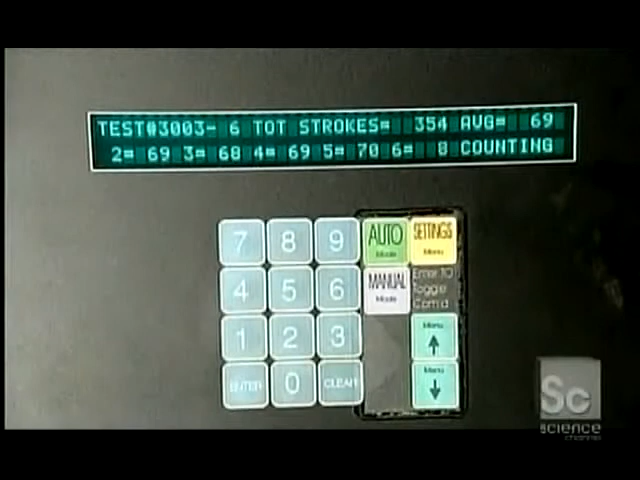 TEST#3003- 6 TOT STROKES= 354 AVG= 69
2= 69 3= 68 4= 69 5= 70 6= 8 COUNTING
7 8 9 AUTO Mode SETTINGS Menu
4 5 6 MANUAL Mode Enter TO
Toggle
Com'd
1 2 3 Menu
ENTER 0 CLEAR Menu
Sc
science
channel